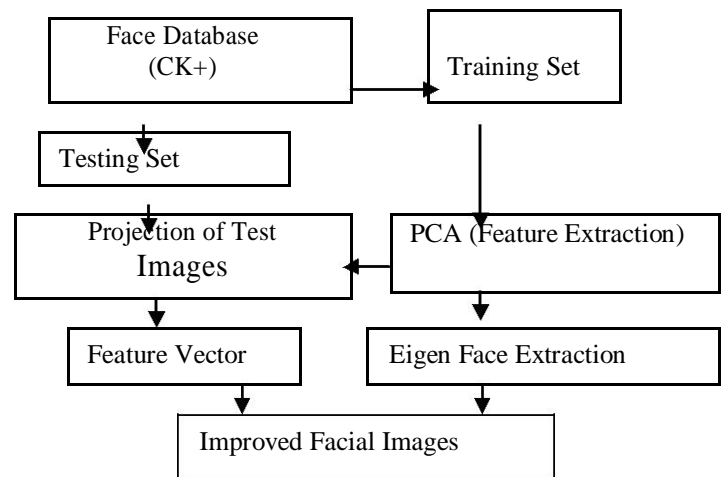 Face Database
(CK+)
Training Set
Testing Set
Projection of Test
Images
PCA (Feature Extraction)
Feature Vector
Eigen Face Extraction
Improved Facial Images